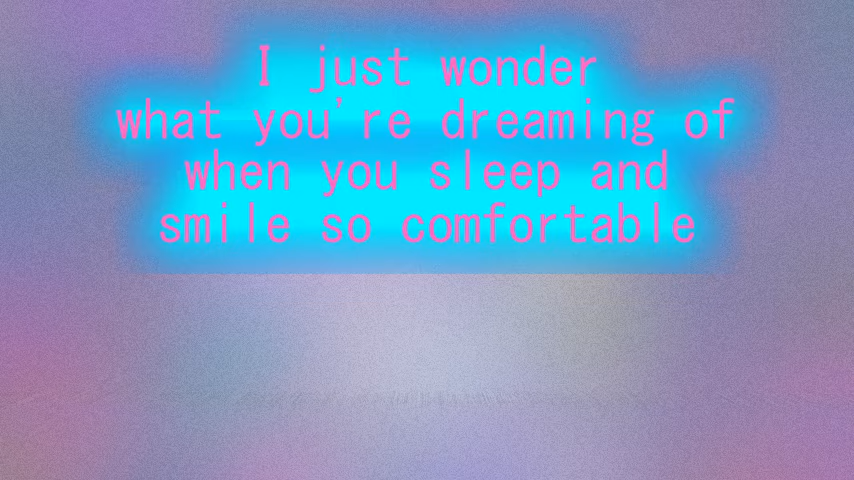 I just wonder
what you're dreaming of
when you sleep and
smile so comfortable